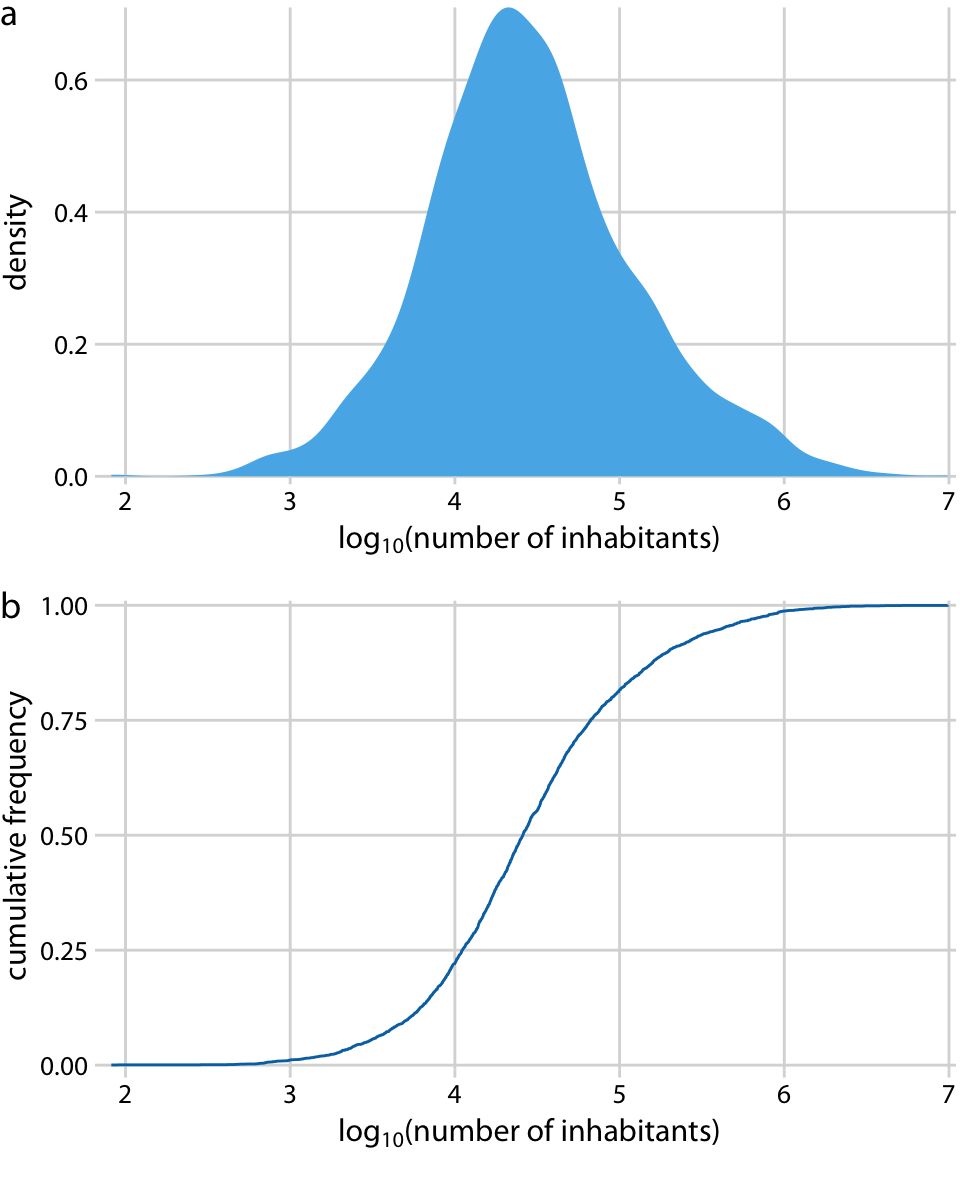 a
density
0.6
0.4
0.2
0.0
2 3 4 5 6 7
log₁₀(number of inhabitants)
b
cumulative frequency
1.00
0.75
0.50
0.25
0.00
2 3 4 5 6 7
log₁₀(number of inhabitants)